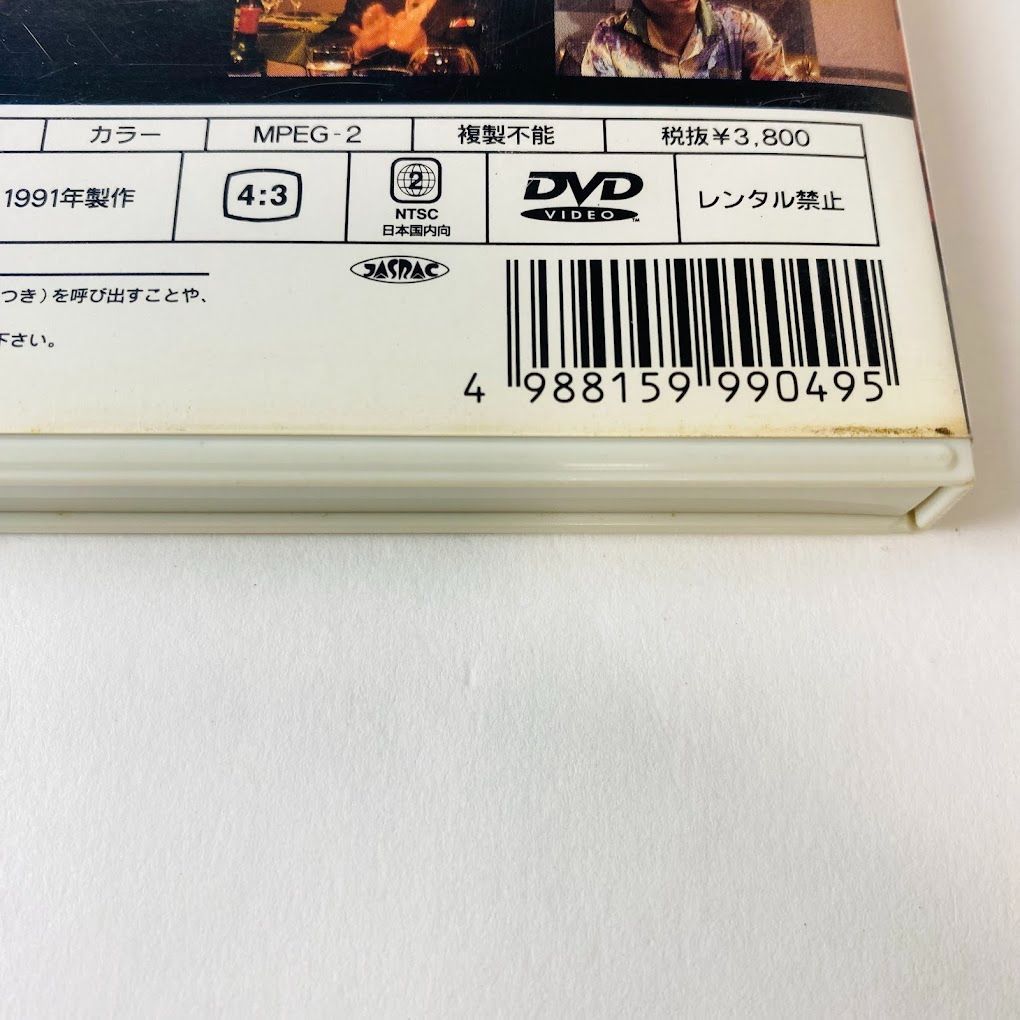 カラー
MPEG-2
複製不能
税抜¥3,800
1991年製作
4:3
2
NTSC
日本国内向
DVD
VIDEO
TM
レンタル禁止
JASRAC
つき)を呼び出すことや、
下さい。
4 988159 990495